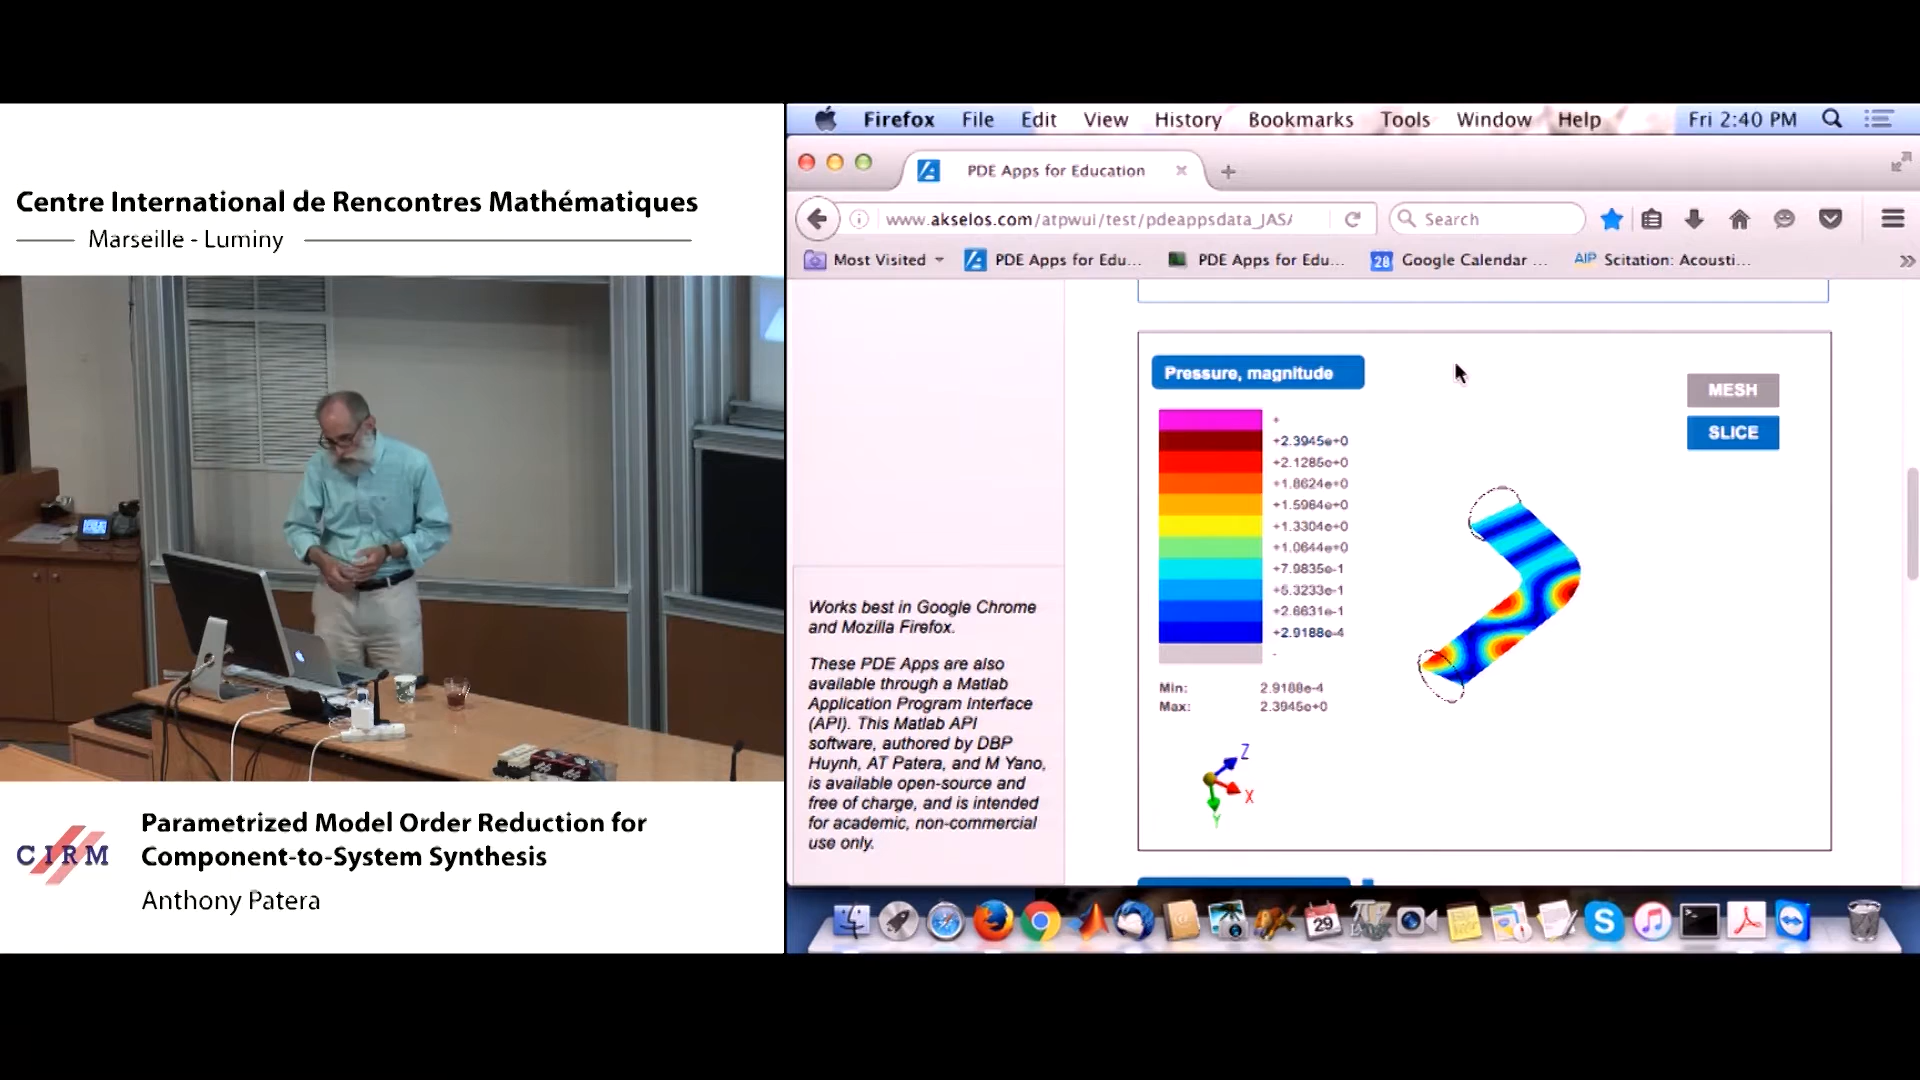 Centre International de Rencontres Mathématiques
Marseille - Luminy
CIRM
Parametrized Model Order Reduction for
Component-to-System Synthesis
Anthony Patera
Firefox File Edit View History Bookmarks Tools Window Help Fri 2:40 PM
PDE Apps for Education
www.akselos.com/atpwui/test/pdeappsdata_JASA
Search
Most Visited PDE Apps for Edu... PDE Apps for Edu... 28 Google Calendar ... AIP Scitation: Acousti...
Works best in Google Chrome
and Mozilla Firefox.
These PDE Apps are also
available through a Matlab
Application Program Interface
(API). This Matlab API
software, authored by DBP
Huynh, AT Patera, and M Yano,
is available open-source and
free of charge, and is intended
for academic, non-commercial
use only.
Pressure, magnitude
MESH
SLICE
+
+2.3945e+0
+2.1285e+0
+1.8624e+0
+1.5964e+0
+1.3304e+0
+1.0644e+0
+7.9835e-1
+5.3233e-1
+2.6631e-1
+2.9188e-4
-
Min: 2.9188e-4
Max: 2.3945e+0
Z
X
Y
29